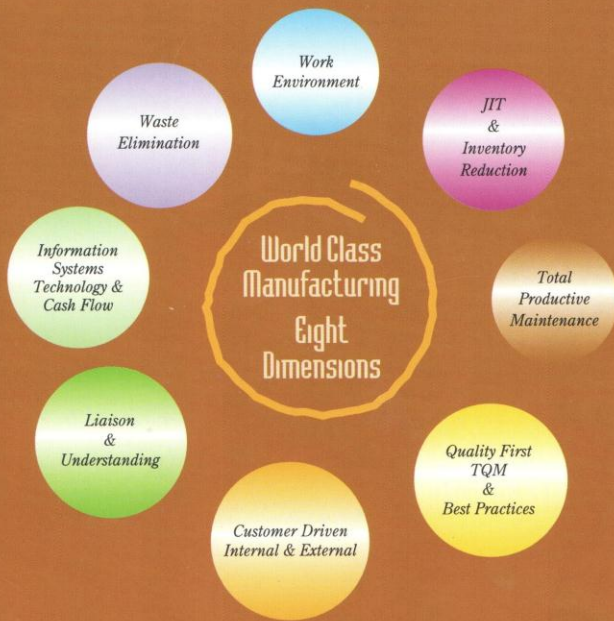 World Class
Manufacturing
Eight
Dimensions
Work
Environment
JIT
&
Inventory
Reduction
Total
Productive
Maintenance
Quality First
TQM
&
Best Practices
Customer Driven
Internal & External
Liaison
&
Understanding
Information
Systems
Technology &
Cash Flow
Waste
Elimination